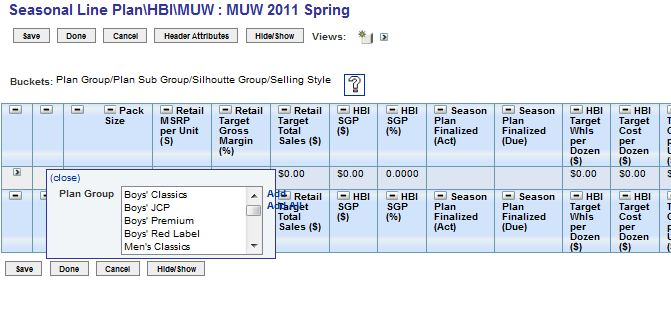 Seasonal Line Plan\HBI\MUW : MUW 2011 Spring
Save Done Cancel Header Attributes Hide/Show Views:
Buckets: Plan Group/Plan Sub Group/Silhoutte Group/Selling Style ?
Pack Retail Retail Retail HBI HBI Season Season HBI HBI
Size MSRP Target Target SGP SGP Plan Plan Target Target
per Unit Gross Total ($) (%) Finalized Finalized Whls Cost
($) Margin Sales ($) (Act) (Due) per per
(%) Dozen Dozen
($) ($)
$0.00 $0.00 0.0000 $0.00 $0.00
(close)
Plan Group Boys' Classics Add
Boys' JCP Add All
Boys' Premium
Boys' Red Label
Men's Classics
Retail HBI HBI Season Season HBI HBI
Target SGP SGP Plan Plan Target Target
Total ($) (%) Finalized Finalized Whls Cost
Sales ($) (Act) (Due) per per
Dozen Dozen
($) ($)
Save Done Cancel Hide/Show